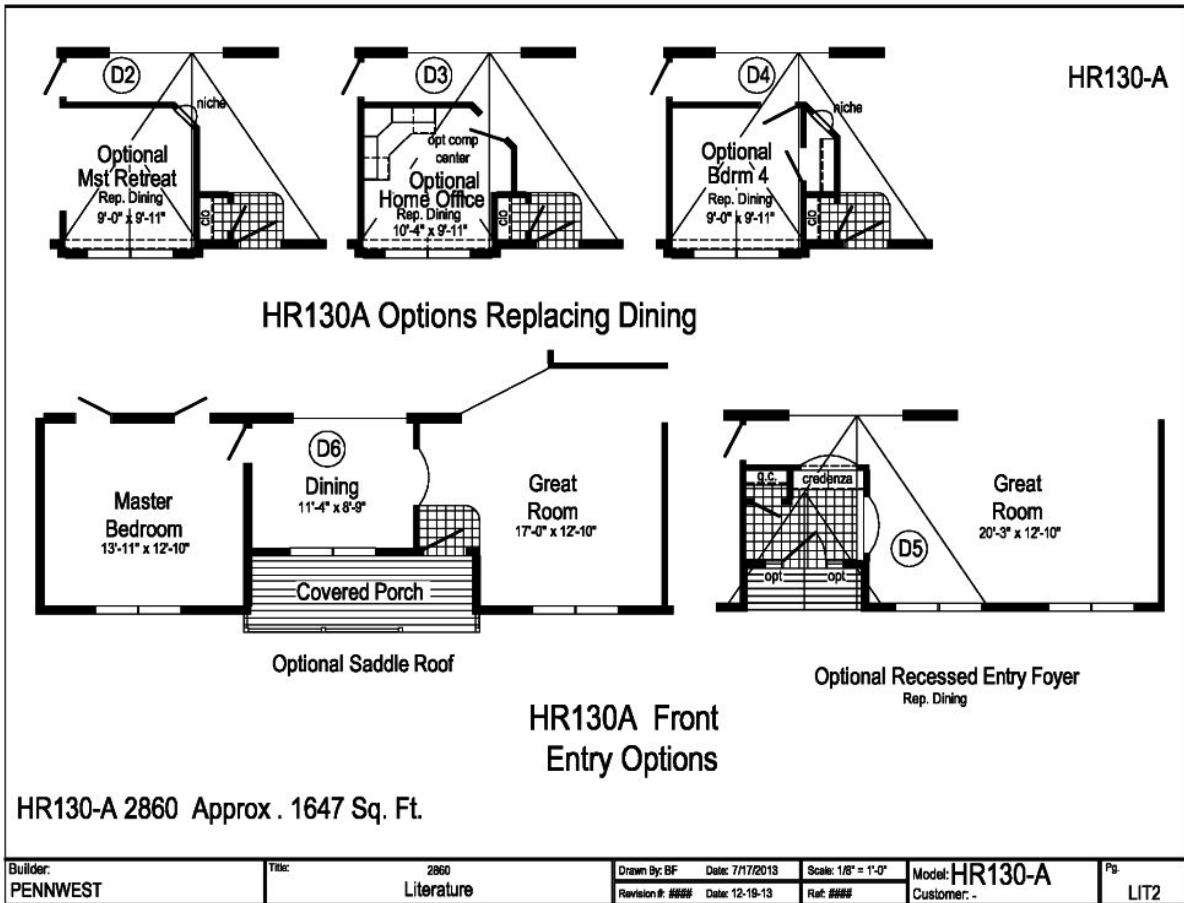 HR130-A
D2
niche
Optional
Mst Retreat
Rep. Dining
9'-0" x 9'-11"
clo
D3
opt comp
center
Optional
Home Office
Rep. Dining
10'-4" x 9'-11"
clo
D4
niche
Optional
Bdrm 4
Rep. Dining
9'-0" x 9'-11"
clo
HR130A Options Replacing Dining
Master
Bedroom
13'-11" x 12'-10"
D6
Dining
11'-4" x 8'-9"
Great
Room
17'-0" x 12'-10"
Covered Porch
Optional Saddle Roof
g.c.
credenza
opt
opt
D5
Great
Room
20'-3" x 12'-10"
Optional Recessed Entry Foyer
Rep. Dining
HR130A Front
Entry Options
HR130-A 2860 Approx . 1647 Sq. Ft.
Builder:
PENNWEST
Title:
2860
Literature
Drawn By: BF
Date: 7/17/2013
Scale: 1/8" = 1'-0"
Revision #: ####
Date: 12-19-13
Ref: ####
Model: HR130-A
Customer: -
Pg.
LIT2